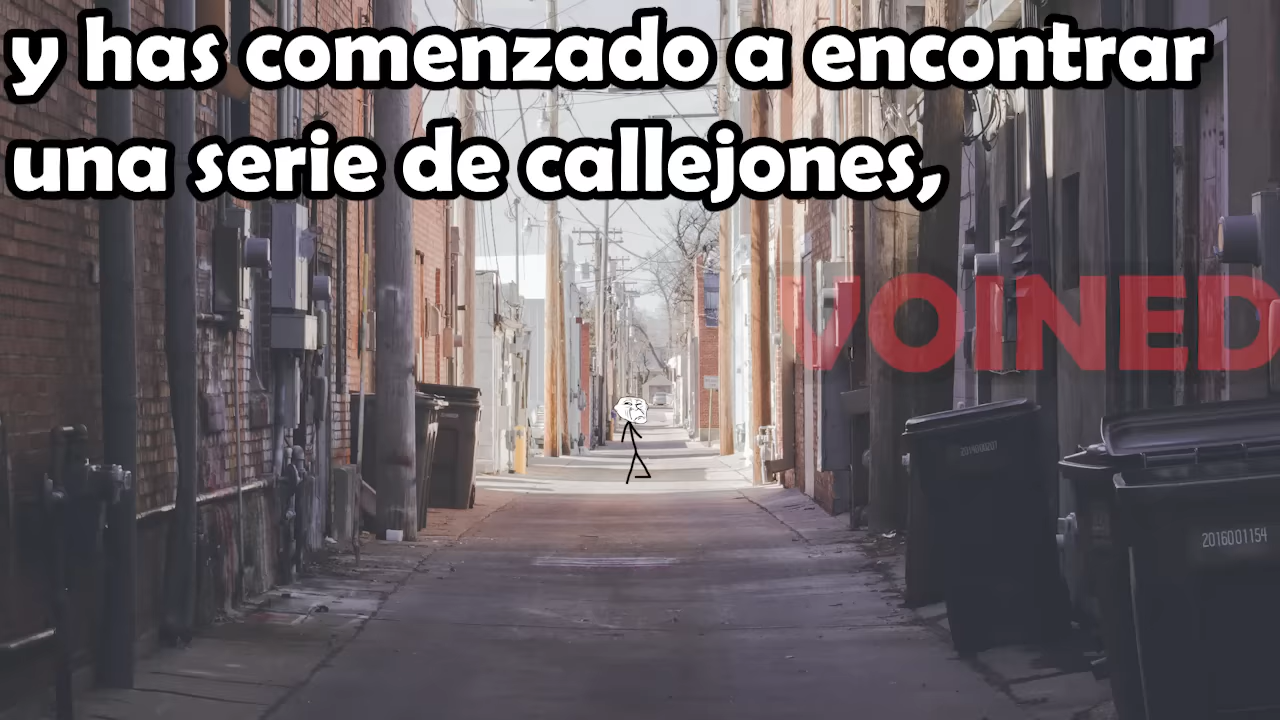 y has comenzado a encontrar
una serie de callejones,
VOINED
2016001154